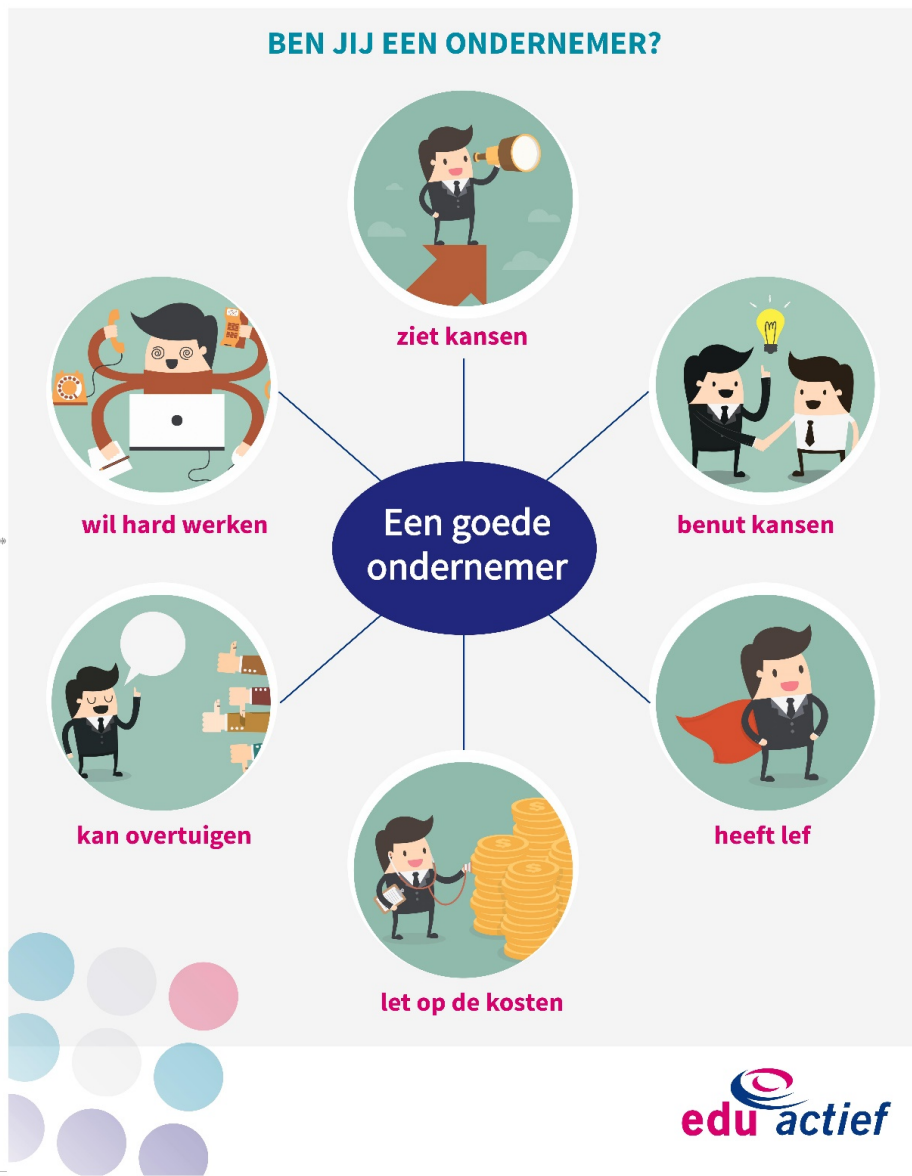 BEN JIJ EEN ONDERNEMER?
ziet kansen
wil hard werken
benut kansen
Een goede
ondernemer
kan overtuigen
heeft lef
let op de kosten
edu actief